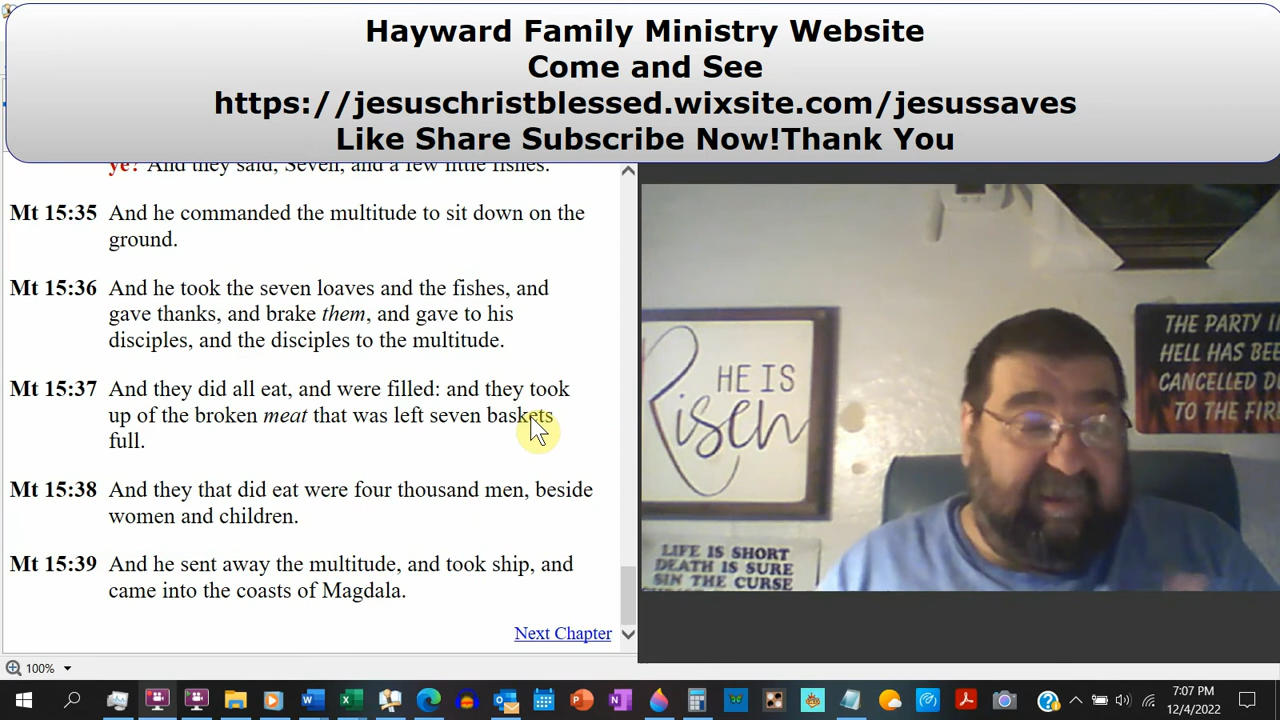 Hayward Family Ministry Website
Come and See
https://jesuschristblessed.wixsite.com/jesussaves
Like Share Subscribe Now!Thank You
ye? And they said, Seven, and a few little fishes.
Mt 15:35 And he commanded the multitude to sit down on the
ground.
Mt 15:36 And he took the seven loaves and the fishes, and
gave thanks, and brake them, and gave to his
disciples, and the disciples to the multitude.
Mt 15:37 And they did all eat, and were filled: and they took
up of the broken meat that was left seven baskets
full.
Mt 15:38 And they that did eat were four thousand men, beside
women and children.
Mt 15:39 And he sent away the multitude, and took ship, and
came into the coasts of Magdala.
Next Chapter
HE IS
Risen
THE PARTY I
HELL HAS BEE
CANCELLED D
TO THE FIR
LIFE IS SHORT
DEATH IS SURE
SIN THE CURSE
100%
7:07 PM
12/4/2022